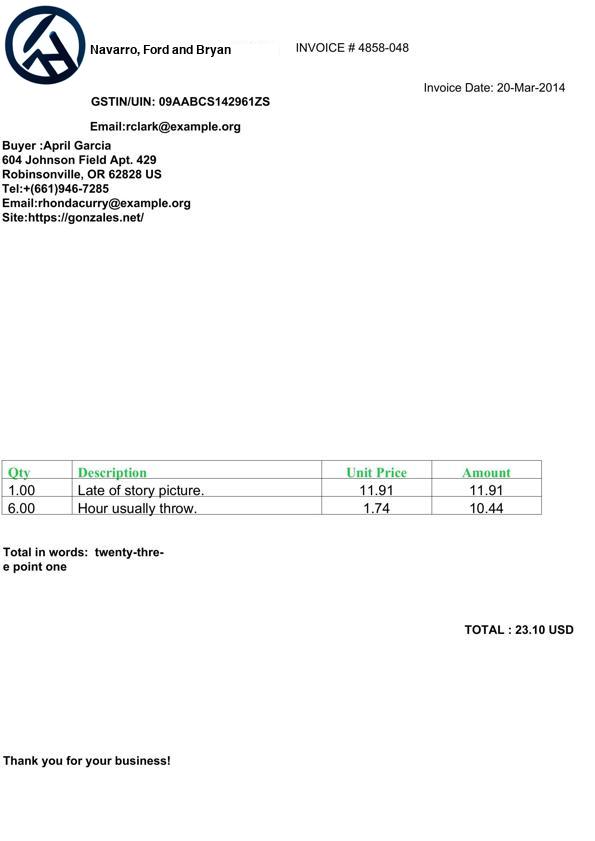 Navarro, Ford and Bryan
INVOICE # 4858-048
Invoice Date: 20-Mar-2014
GSTIN/UIN: 09AABCS142961ZS
Email:rclark@example.org
Buyer :April Garcia
604 Johnson Field Apt. 429
Robinsonville, OR 62828 US
Tel:+(661)946-7285
Email:rhondacurry@example.org
Site:https://gonzales.net/
Qty Description Unit Price Amount
1.00 Late of story picture. 11.91 11.91
6.00 Hour usually throw. 1.74 10.44
Total in words: twenty-thre-
e point one
TOTAL : 23.10 USD
Thank you for your business!